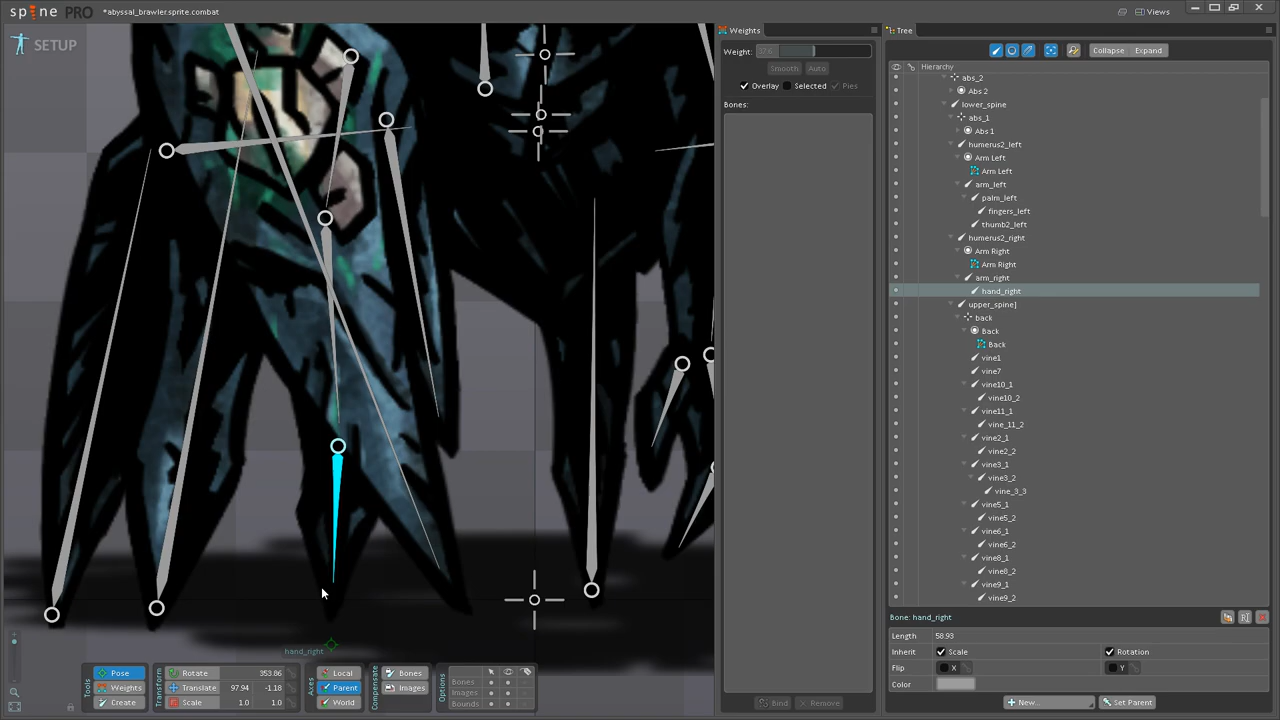 spine PRO *abyssal_brawler.sprite.combat
Views
SETUP
Weights
Weight:
Smooth Auto
Overlay Selected Pies
Bones:
Bind Remove
Tree
Collapse Expand
Hierarchy
abs_2
Abs 2
lower_spine
abs_1
Abs 1
humerus2_left
Arm Left
Arm Left
arm_left
palm_left
fingers_left
thumb2_left
humerus2_right
Arm Right
Arm Right
arm_right
hand_right
upper_spine]
back
Back
Back
vine1
vine7
vine10_1
vine10_2
vine11_1
vine_11_2
vine2_1
vine2_2
vine3_1
vine3_2
vine_3_3
vine5_1
vine5_2
vine6_1
vine6_2
vine8_1
vine8_2
vine9_1
vine9_2
Bone: hand_right
Length 58.93
Inherit Scale Rotation
Flip X Y
Color
New... Set Parent
hand_right
Tools
Pose
Weights
Create
Transform
Rotate 353.86
Translate 97.94 -1.18
Scale 1.0 1.0
Axes
Local
Parent
World
Compensate
Bones
Images
Options
Bones
Images
Bounds